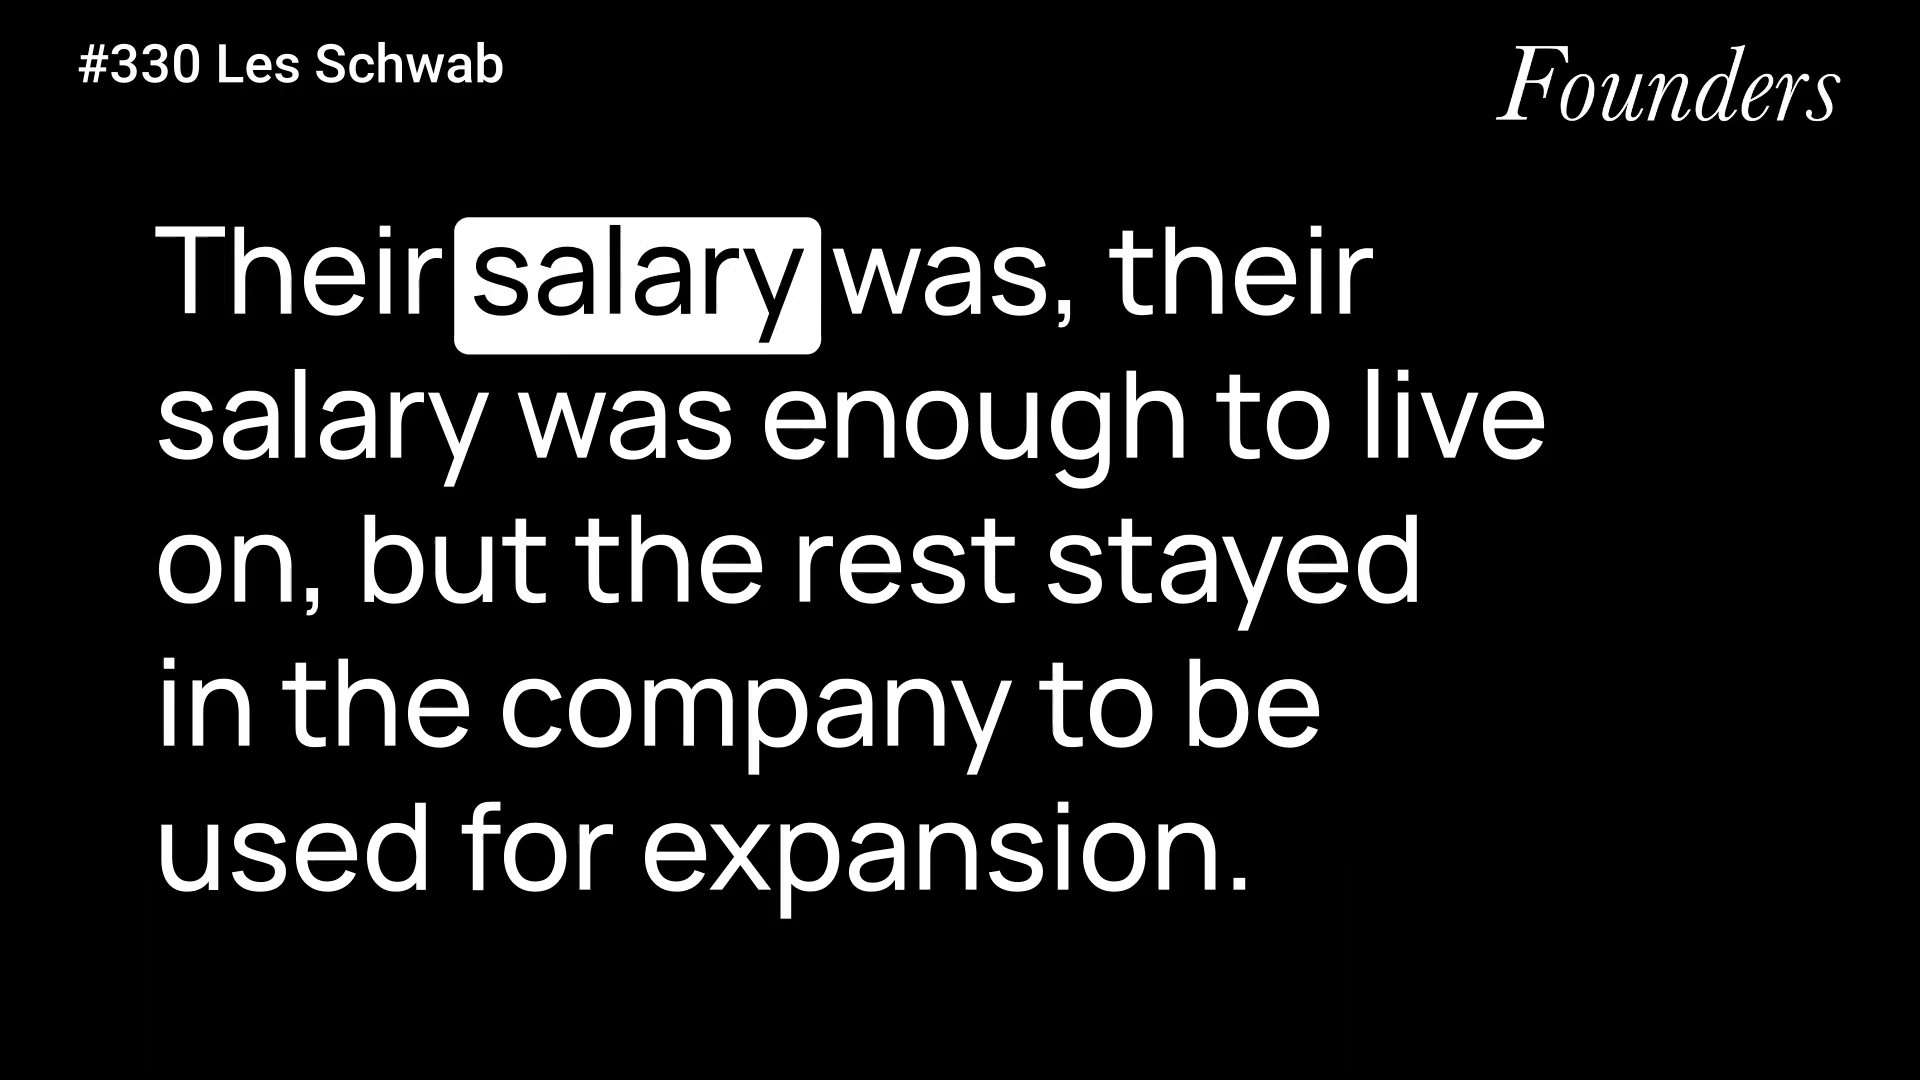 #330 Les Schwab
Founders
Their salary was, their
salary was enough to live
on, but the rest stayed
in the company to be
used for expansion.